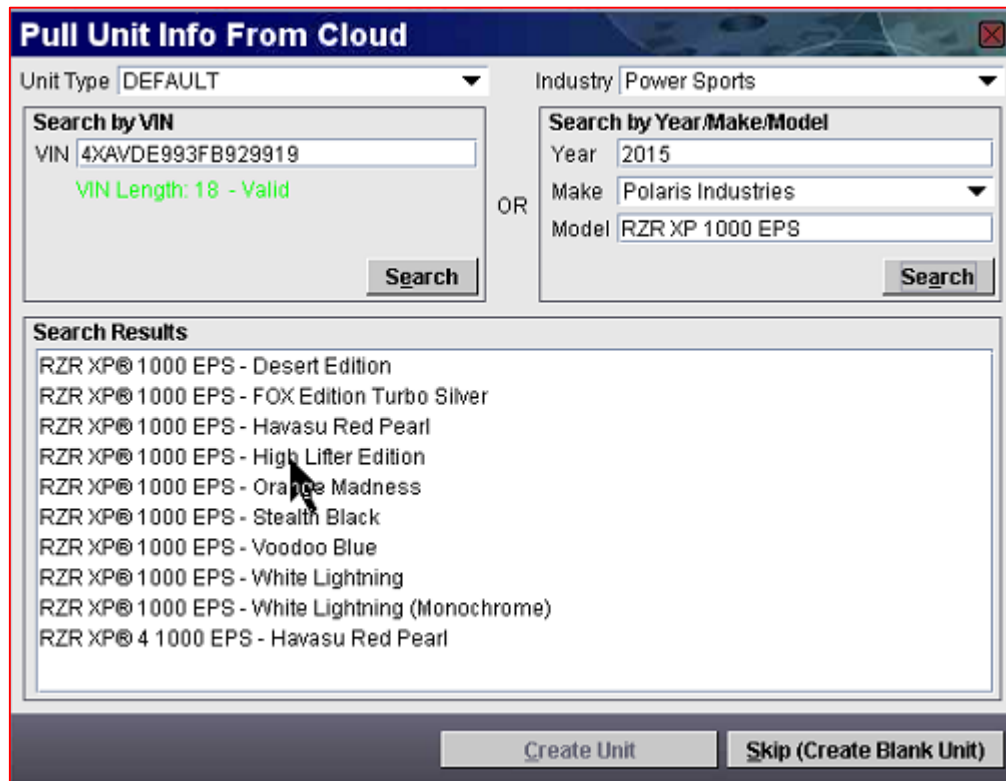 Pull Unit Info From Cloud
Unit Type DEFAULT
Industry Power Sports
Search by VIN
VIN 4XAVDE993FB929919
VIN Length: 18 - Valid
Search
OR
Search by Year/Make/Model
Year 2015
Make Polaris Industries
Model RZR XP 1000 EPS
Search
Search Results
RZR XP® 1000 EPS - Desert Edition
RZR XP® 1000 EPS - FOX Edition Turbo Silver
RZR XP® 1000 EPS - Havasu Red Pearl
RZR XP® 1000 EPS - High Lifter Edition
RZR XP® 1000 EPS - Orange Madness
RZR XP® 1000 EPS - Stealth Black
RZR XP® 1000 EPS - Voodoo Blue
RZR XP® 1000 EPS - White Lightning
RZR XP® 1000 EPS - White Lightning (Monochrome)
RZR XP® 4 1000 EPS - Havasu Red Pearl
Create Unit
Skip (Create Blank Unit)